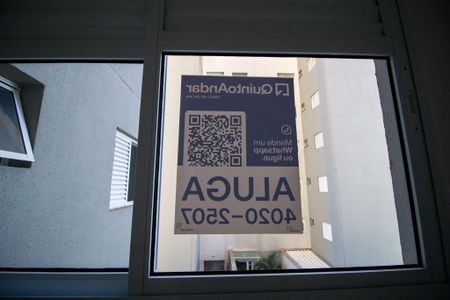 QuintoAndar
Mande um
Whatsapp
ou ligue.
ALUGA
4020-2507